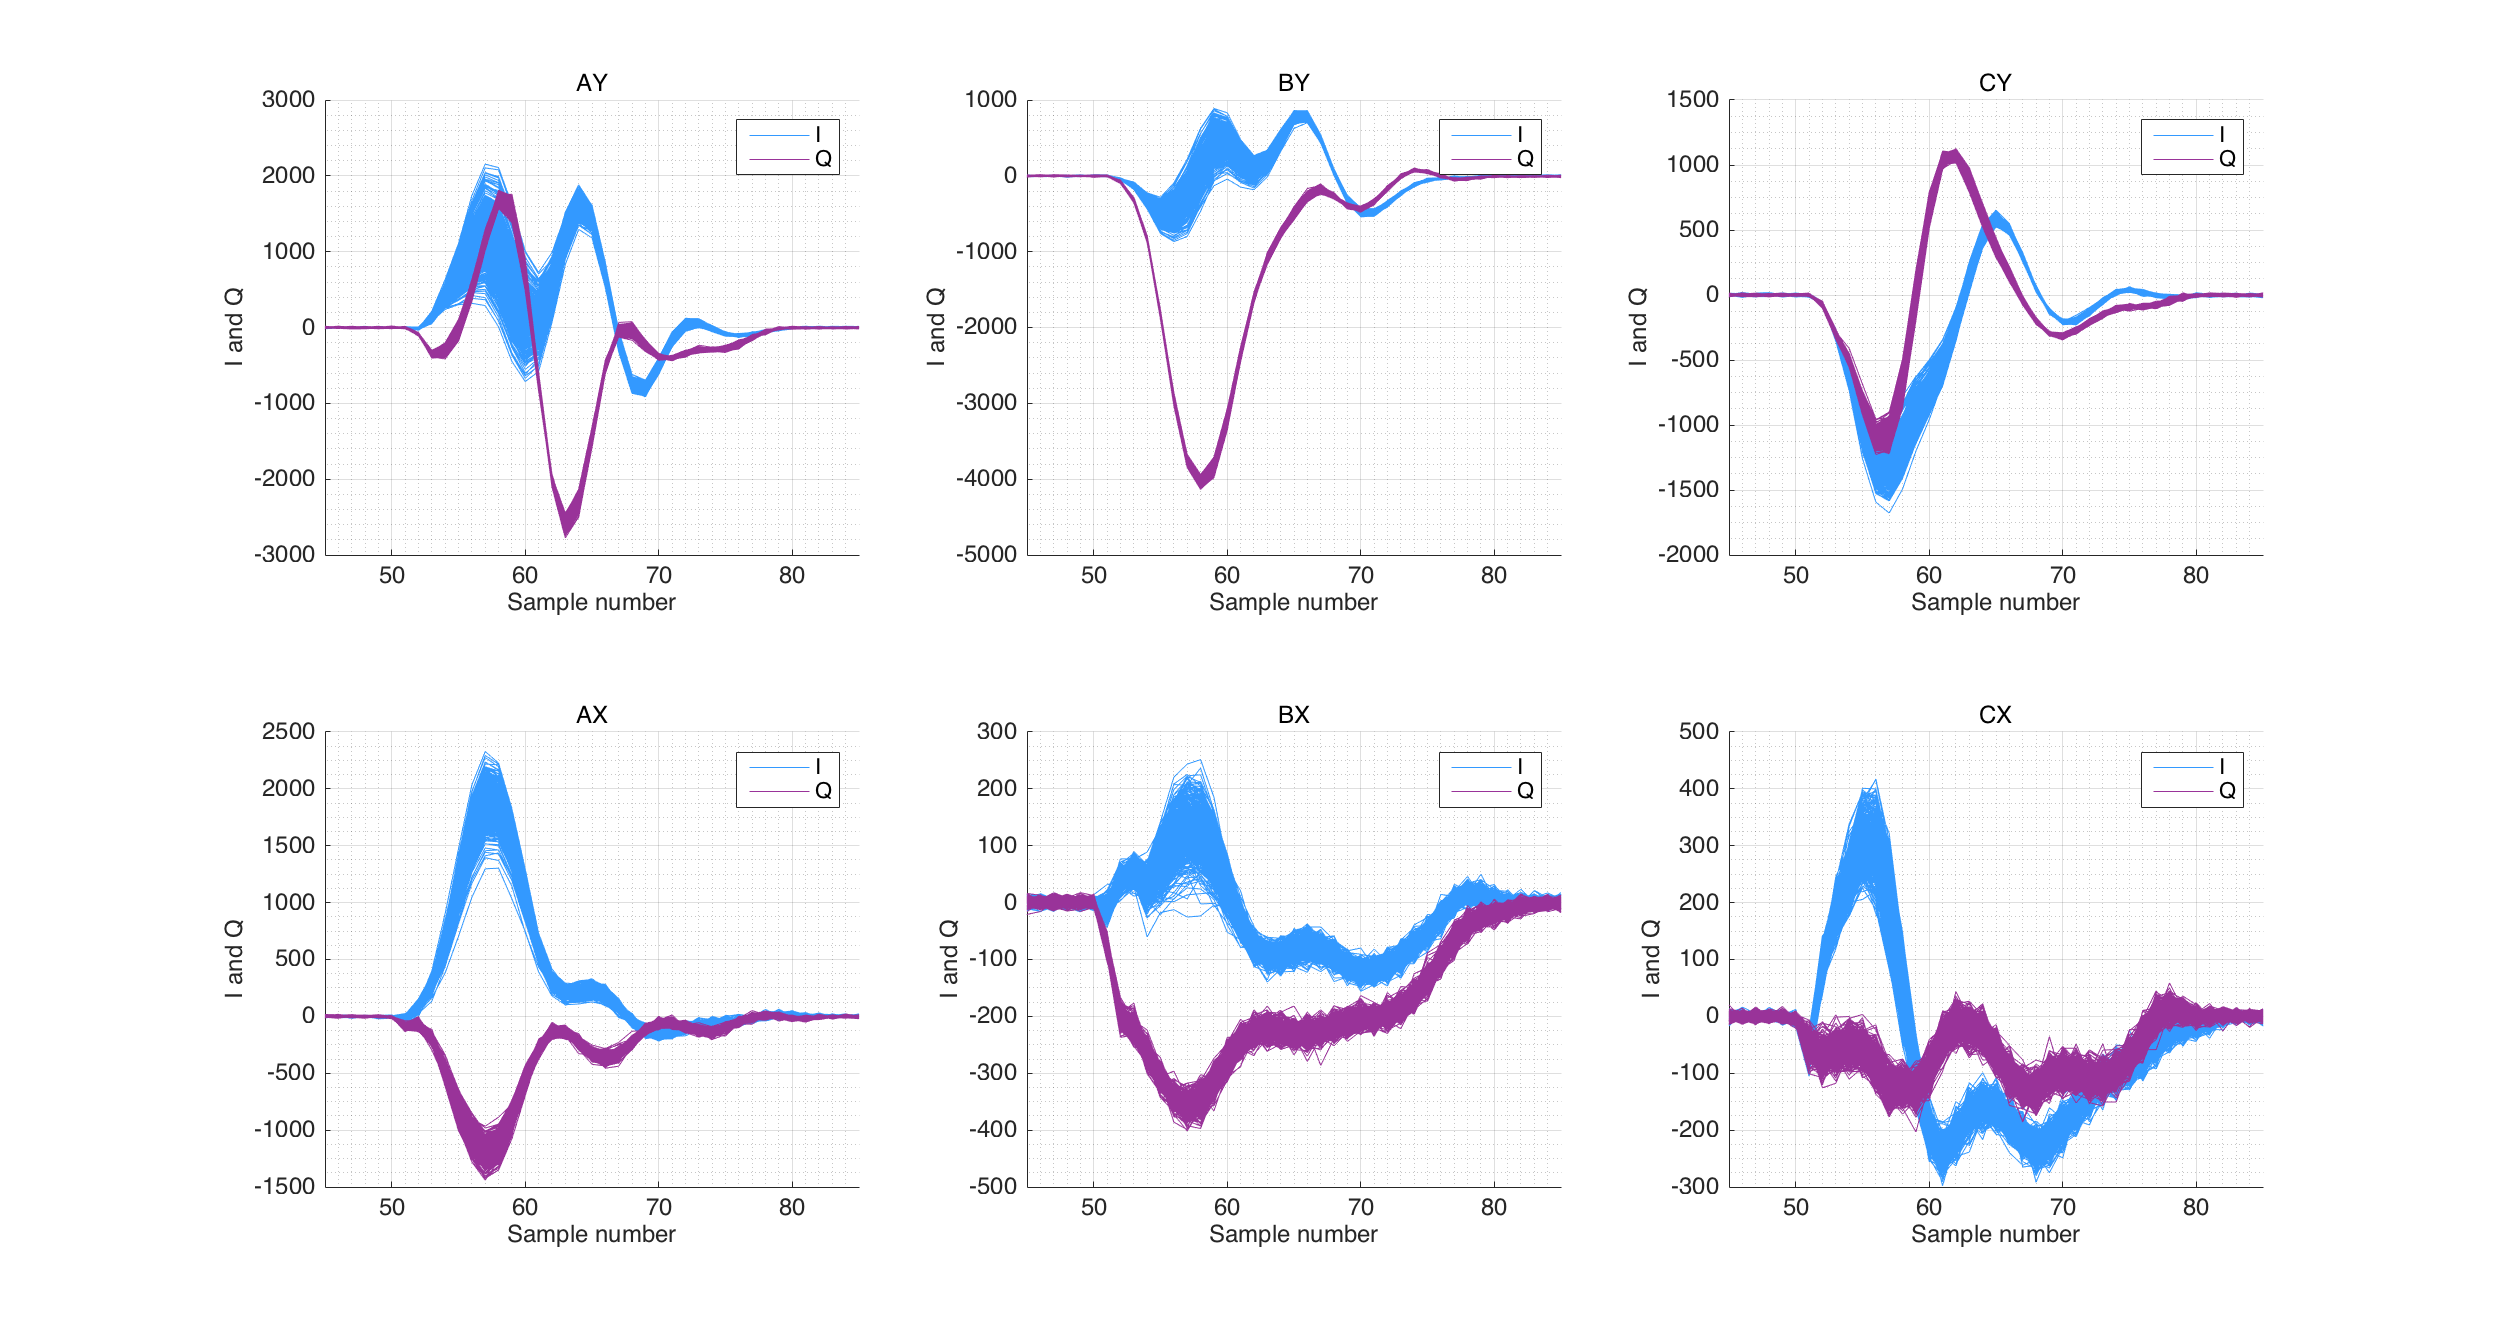 AY
3000
2000
1000
0
-1000
-2000
-3000
I and Q
50 60 70 80
Sample number
I
Q
BY
1000
0
-1000
-2000
-3000
-4000
-5000
I and Q
50 60 70 80
Sample number
I
Q
CY
1500
1000
500
0
-500
-1000
-1500
-2000
I and Q
50 60 70 80
Sample number
I
Q
AX
2500
2000
1500
1000
500
0
-500
-1000
-1500
I and Q
50 60 70 80
Sample number
I
Q
BX
300
200
100
0
-100
-200
-300
-400
-500
I and Q
50 60 70 80
Sample number
I
Q
CX
500
400
300
200
100
0
-100
-200
-300
I and Q
50 60 70 80
Sample number
I
Q